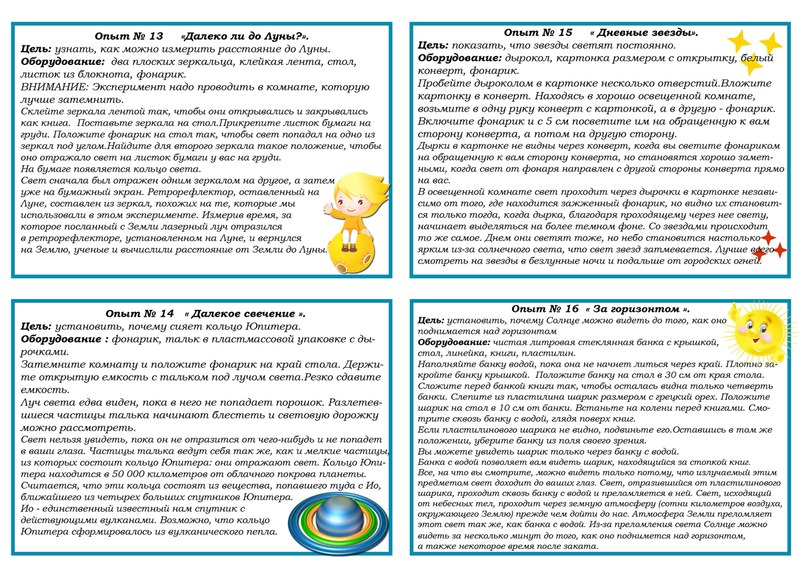 Опыт № 13 «Далеко ли до Луны?».
Цель: узнать, как можно измерить расстояние до Луны.
Оборудование: два плоских зеркальца, клейкая лента, стол,
листок из блокнота, фонарик.
ВНИМАНИЕ: Эксперимент надо проводить в комнате, которую
лучше затемнить.
Склейте зеркала лентой так, чтобы они открывались и закрывались
как книга. Поставьте зеркала на стол.Прикрепите листок бумаги на
груди. Положите фонарик на стол так, чтобы свет попадал на одно из
зеркал под углом.Найдите для второго зеркала такое положение, чтобы
оно отражало свет на листок бумаги у вас на груди.
На бумаге появляется кольцо света.
Свет сначала был отражен одним зеркалом на другое, а затем
уже на бумажный экран. Ретрорефлектор, оставленный на
Луне, составлен из зеркал, похожих на те, которые мы
использовали в этом эксперименте. Измерив время, за
которое посланный с Земли лазерный луч отразился
в ретрорефлекторе, установленном на Луне, и вернулся
на Землю, ученые и вычислили расстояние от Земли до Луны.
Опыт № 15 « Дневные звезды».
Цель: показать, что звезды светят постоянно.
Оборудование: дырокол, картонка размером с открытку, белый
конверт, фонарик.
Пробейте дыроколом в картонке несколько отверстий.Вложите
картонку в конверт. Находясь в хорошо освещенной комнате,
возьмите в одну руку конверт с картонкой, а в другую - фонарик.
Включите фонарик и с 5 см посветите им на обращенную к вам
сторону конверта, а потом на другую сторону.
Дырки в картонке не видны через конверт, когда вы светите фонариком
на обращенную к вам сторону конверта, но становятся хорошо замет-
ными, когда свет от фонаря направлен с другой стороны конверта прямо
на вас.
В освещенной комнате свет проходит через дырочки в картонке незави-
симо от того, где находится зажженный фонарик, но видно их становит-
ся только тогда, когда дырка, благодаря проходящему через нее свету,
начинает выделяться на более темном фоне. Со звездами происходит
то же самое. Днем они светят тоже, но небо становится настолько
ярким из-за солнечного света, что свет звезд затмевается. Лучше всего
смотреть на звезды в безлунные ночи и подальше от городских огней.
Опыт № 14 « Далекое свечение ».
Цель: установить, почему сияет кольцо Юпитера.
Оборудование : фонарик, тальк в пластмассовой упаковке с ды-
рочками.
Затемните комнату и положите фонарик на край стола. Держи-
те открытую емкость с тальком под лучом света.Резко сдавите
емкость.
Луч света едва виден, пока в него не попадает порошок. Разлетев-
шиеся частицы талька начинают блестеть и световую дорожку
можно рассмотреть.
Свет нельзя увидеть, пока он не отразится от чего-нибудь и не попадет
в ваши глаза. Частицы талька ведут себя так же, как и мелкие частицы,
из которых состоит кольцо Юпитера: они отражают свет. Кольцо Юпи-
тера находится в 50 000 километров от облачного покрова планеты.
Считается, что эти кольца состоят из вещества, попавшего туда с Ио,
ближайшего из четырех больших спутников Юпитера.
Ио - единственный известный нам спутник с
действующими вулканами. Возможно, что кольцо
Юпитера сформировалось из вулканического пепла.
Опыт № 16 « За горизонтом ».
Цель: установить, почему Солнце можно видеть до того, как оно
поднимается над горизонтом
Оборудование: чистая литровая стеклянная банка с крышкой,
стол, линейка, книги, пластилин.
Наполняйте банку водой, пока она не начнет литься через край. Плотно за-
кройте банку крышкой. Положите банку на стол в 30 см от края стола.
Сложите перед банкой книги так, чтобы осталась видна только четверть
банки. Слепите из пластилина шарик размером с грецкий орех. Положите
шарик на стол в 10 см от банки. Встаньте на колени перед книгами. Смо-
трите сквозь банку с водой, глядя поверх книг.
Если пластилинового шарика не видно, подвиньте его.Оставшись в том же
положении, уберите банку из поля своего зрения.
Вы можете увидеть шарик только через банку с водой.
Банка с водой позволяет вам видеть шарик, находящийся за стопкой книг.
Все, на что вы смотрите, можно видеть только потому, что излучаемый этим
предметом свет доходит до ваших глаз. Свет, отразившийся от пластилинового
шарика, проходит сквозь банку с водой и преломляется в ней. Свет, исходящий
от небесных тел, проходит через земную атмосферу (сотни километров воздуха,
окружающего Землю) прежде чем дойти до нас. Атмосфера Земли преломляет
этот свет так же, как банка с водой. Из-за преломления света Солнце можно
видеть за несколько минут до того, как оно поднимется над горизонтом,
а также некоторое время после заката.